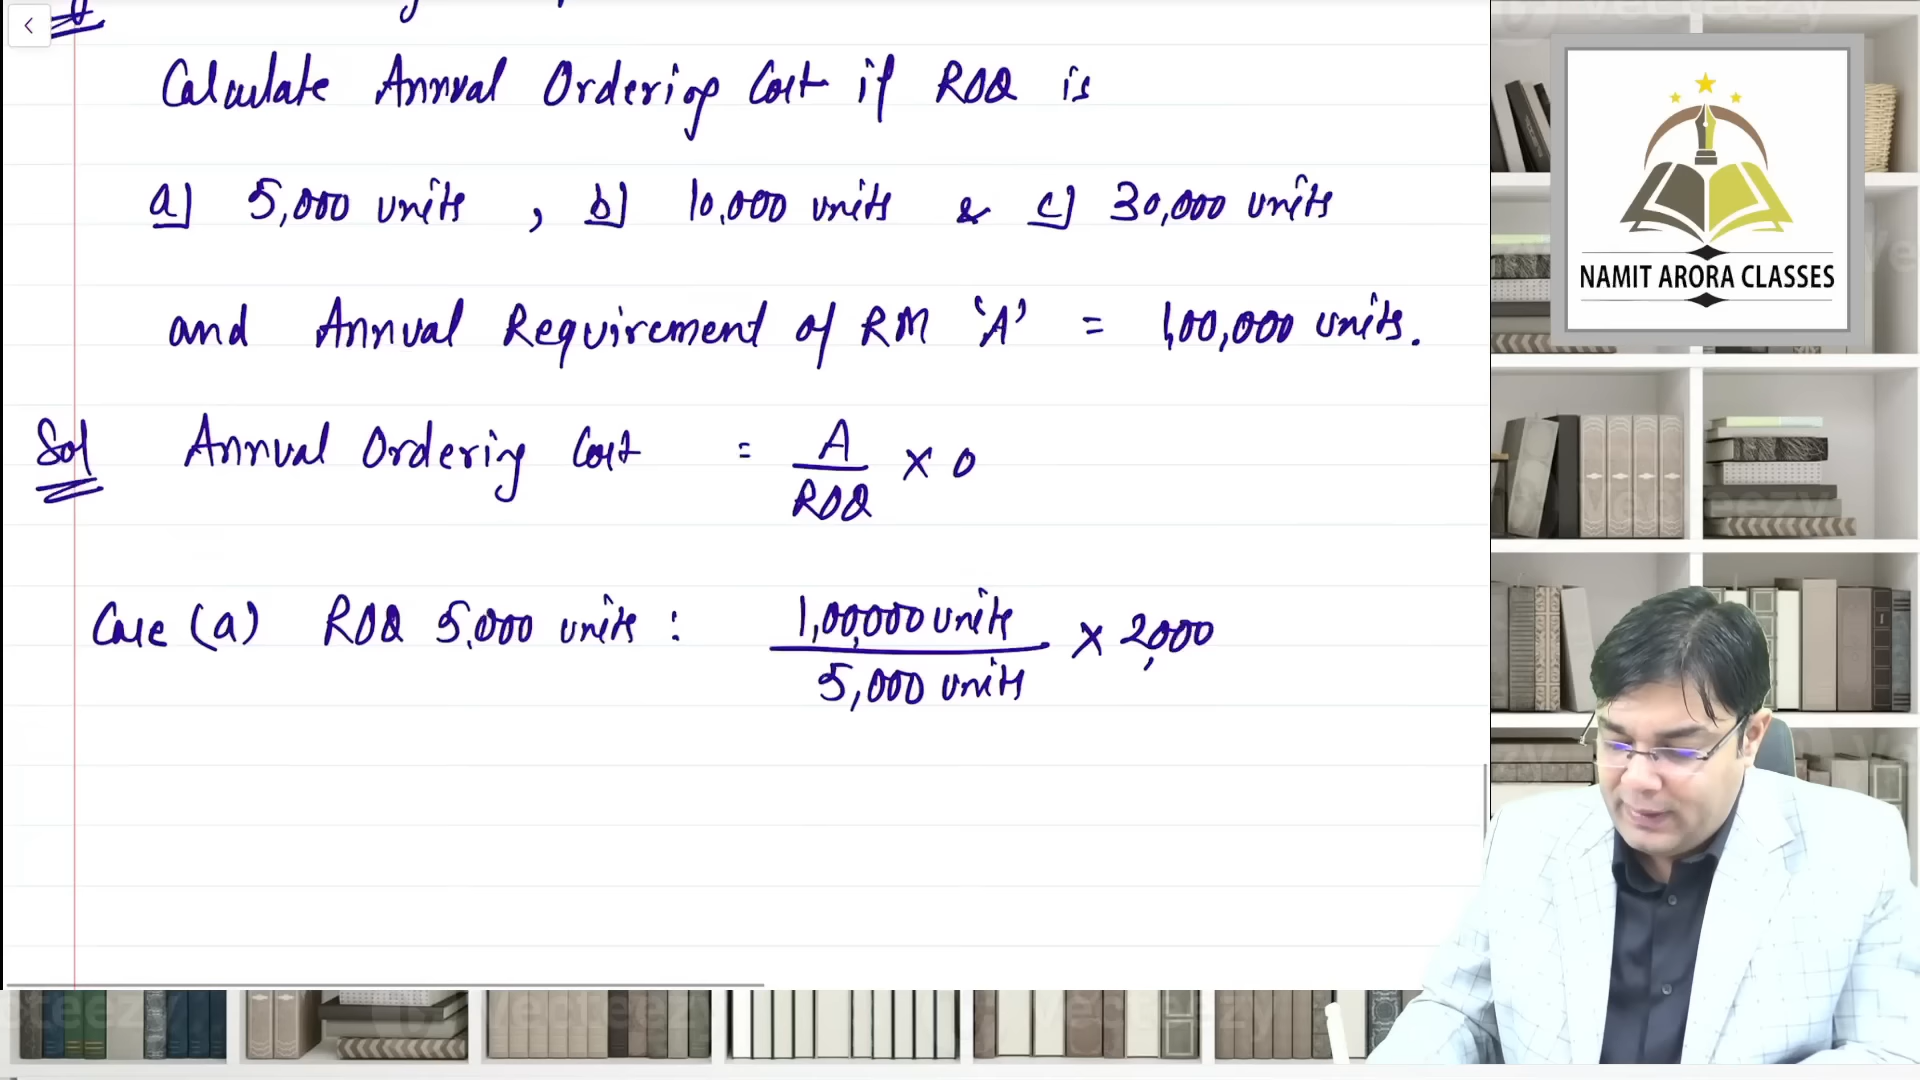 Calculate Annual Ordering Cost if ROQ is
a] 5,000 units , b] 10,000 units & c] 30,000 units
and Annual Requirement of RM 'A' = 1,00,000 units.
Sol Annual Ordering Cost = A/ROQ × O
Case (a) ROQ 5,000 units : 1,00,000 units / 5,000 units × 2,000
NAMIT ARORA CLASSES
vecteezy